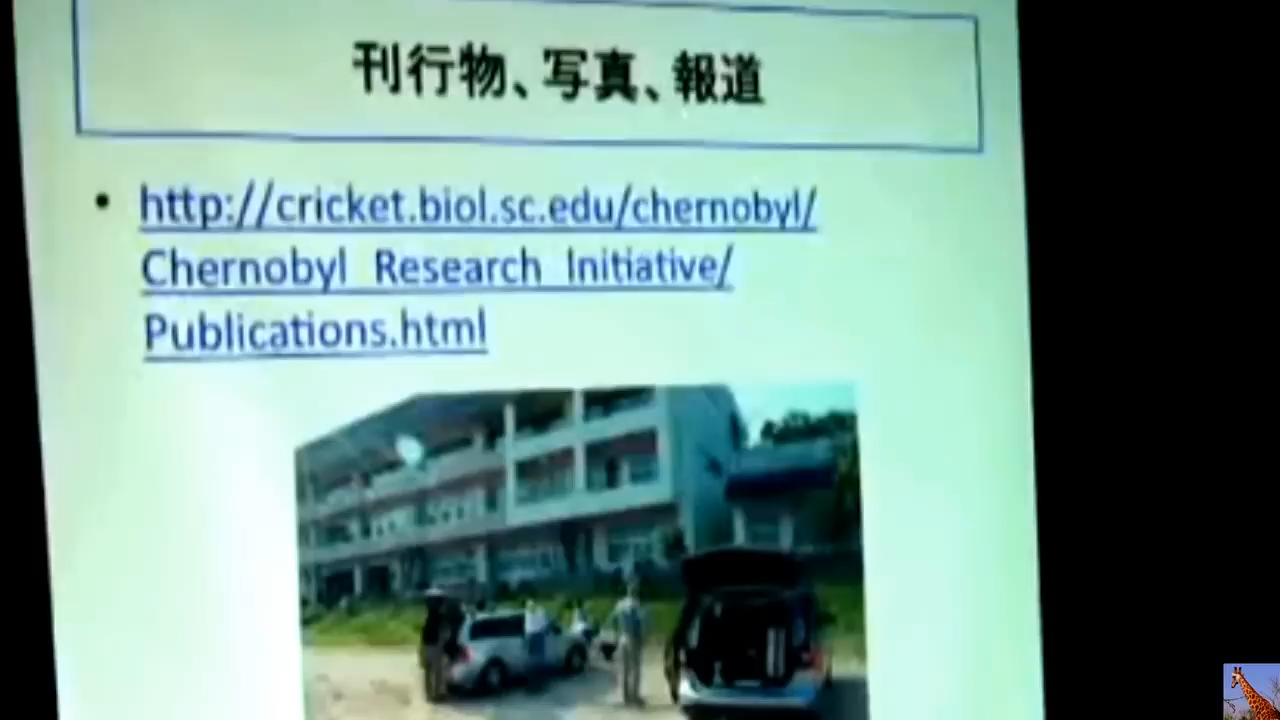 刊行物、写真、報道
• http://cricket.biol.sc.edu/chernobyl/
Chernobyl_Research_Initiative/
Publications.html